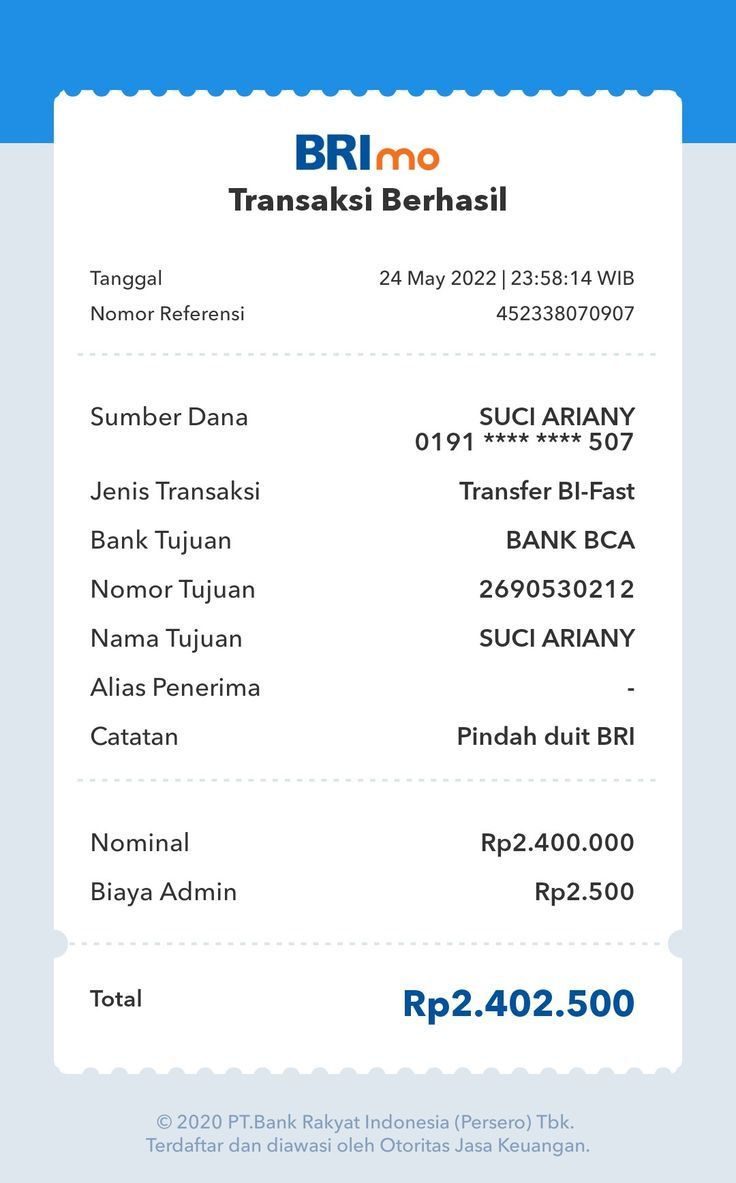 BRImo
Transaksi Berhasil
Tanggal 24 May 2022 | 23:58:14 WIB
Nomor Referensi 452338070907
Sumber Dana SUCI ARIANY
0191 **** **** 507
Jenis Transaksi Transfer BI-Fast
Bank Tujuan BANK BCA
Nomor Tujuan 2690530212
Nama Tujuan SUCI ARIANY
Alias Penerima -
Catatan Pindah duit BRI
Nominal Rp2.400.000
Biaya Admin Rp2.500
Total Rp2.402.500
© 2020 PT.Bank Rakyat Indonesia (Persero) Tbk.
Terdaftar dan diawasi oleh Otoritas Jasa Keuangan.